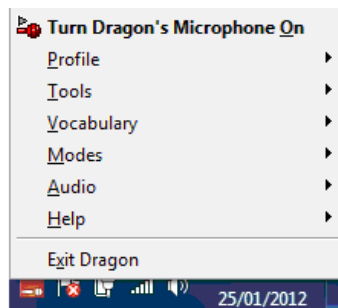 Turn Dragon's Microphone On
Profile
Tools
Vocabulary
Modes
Audio
Help
Exit Dragon
25/01/2012